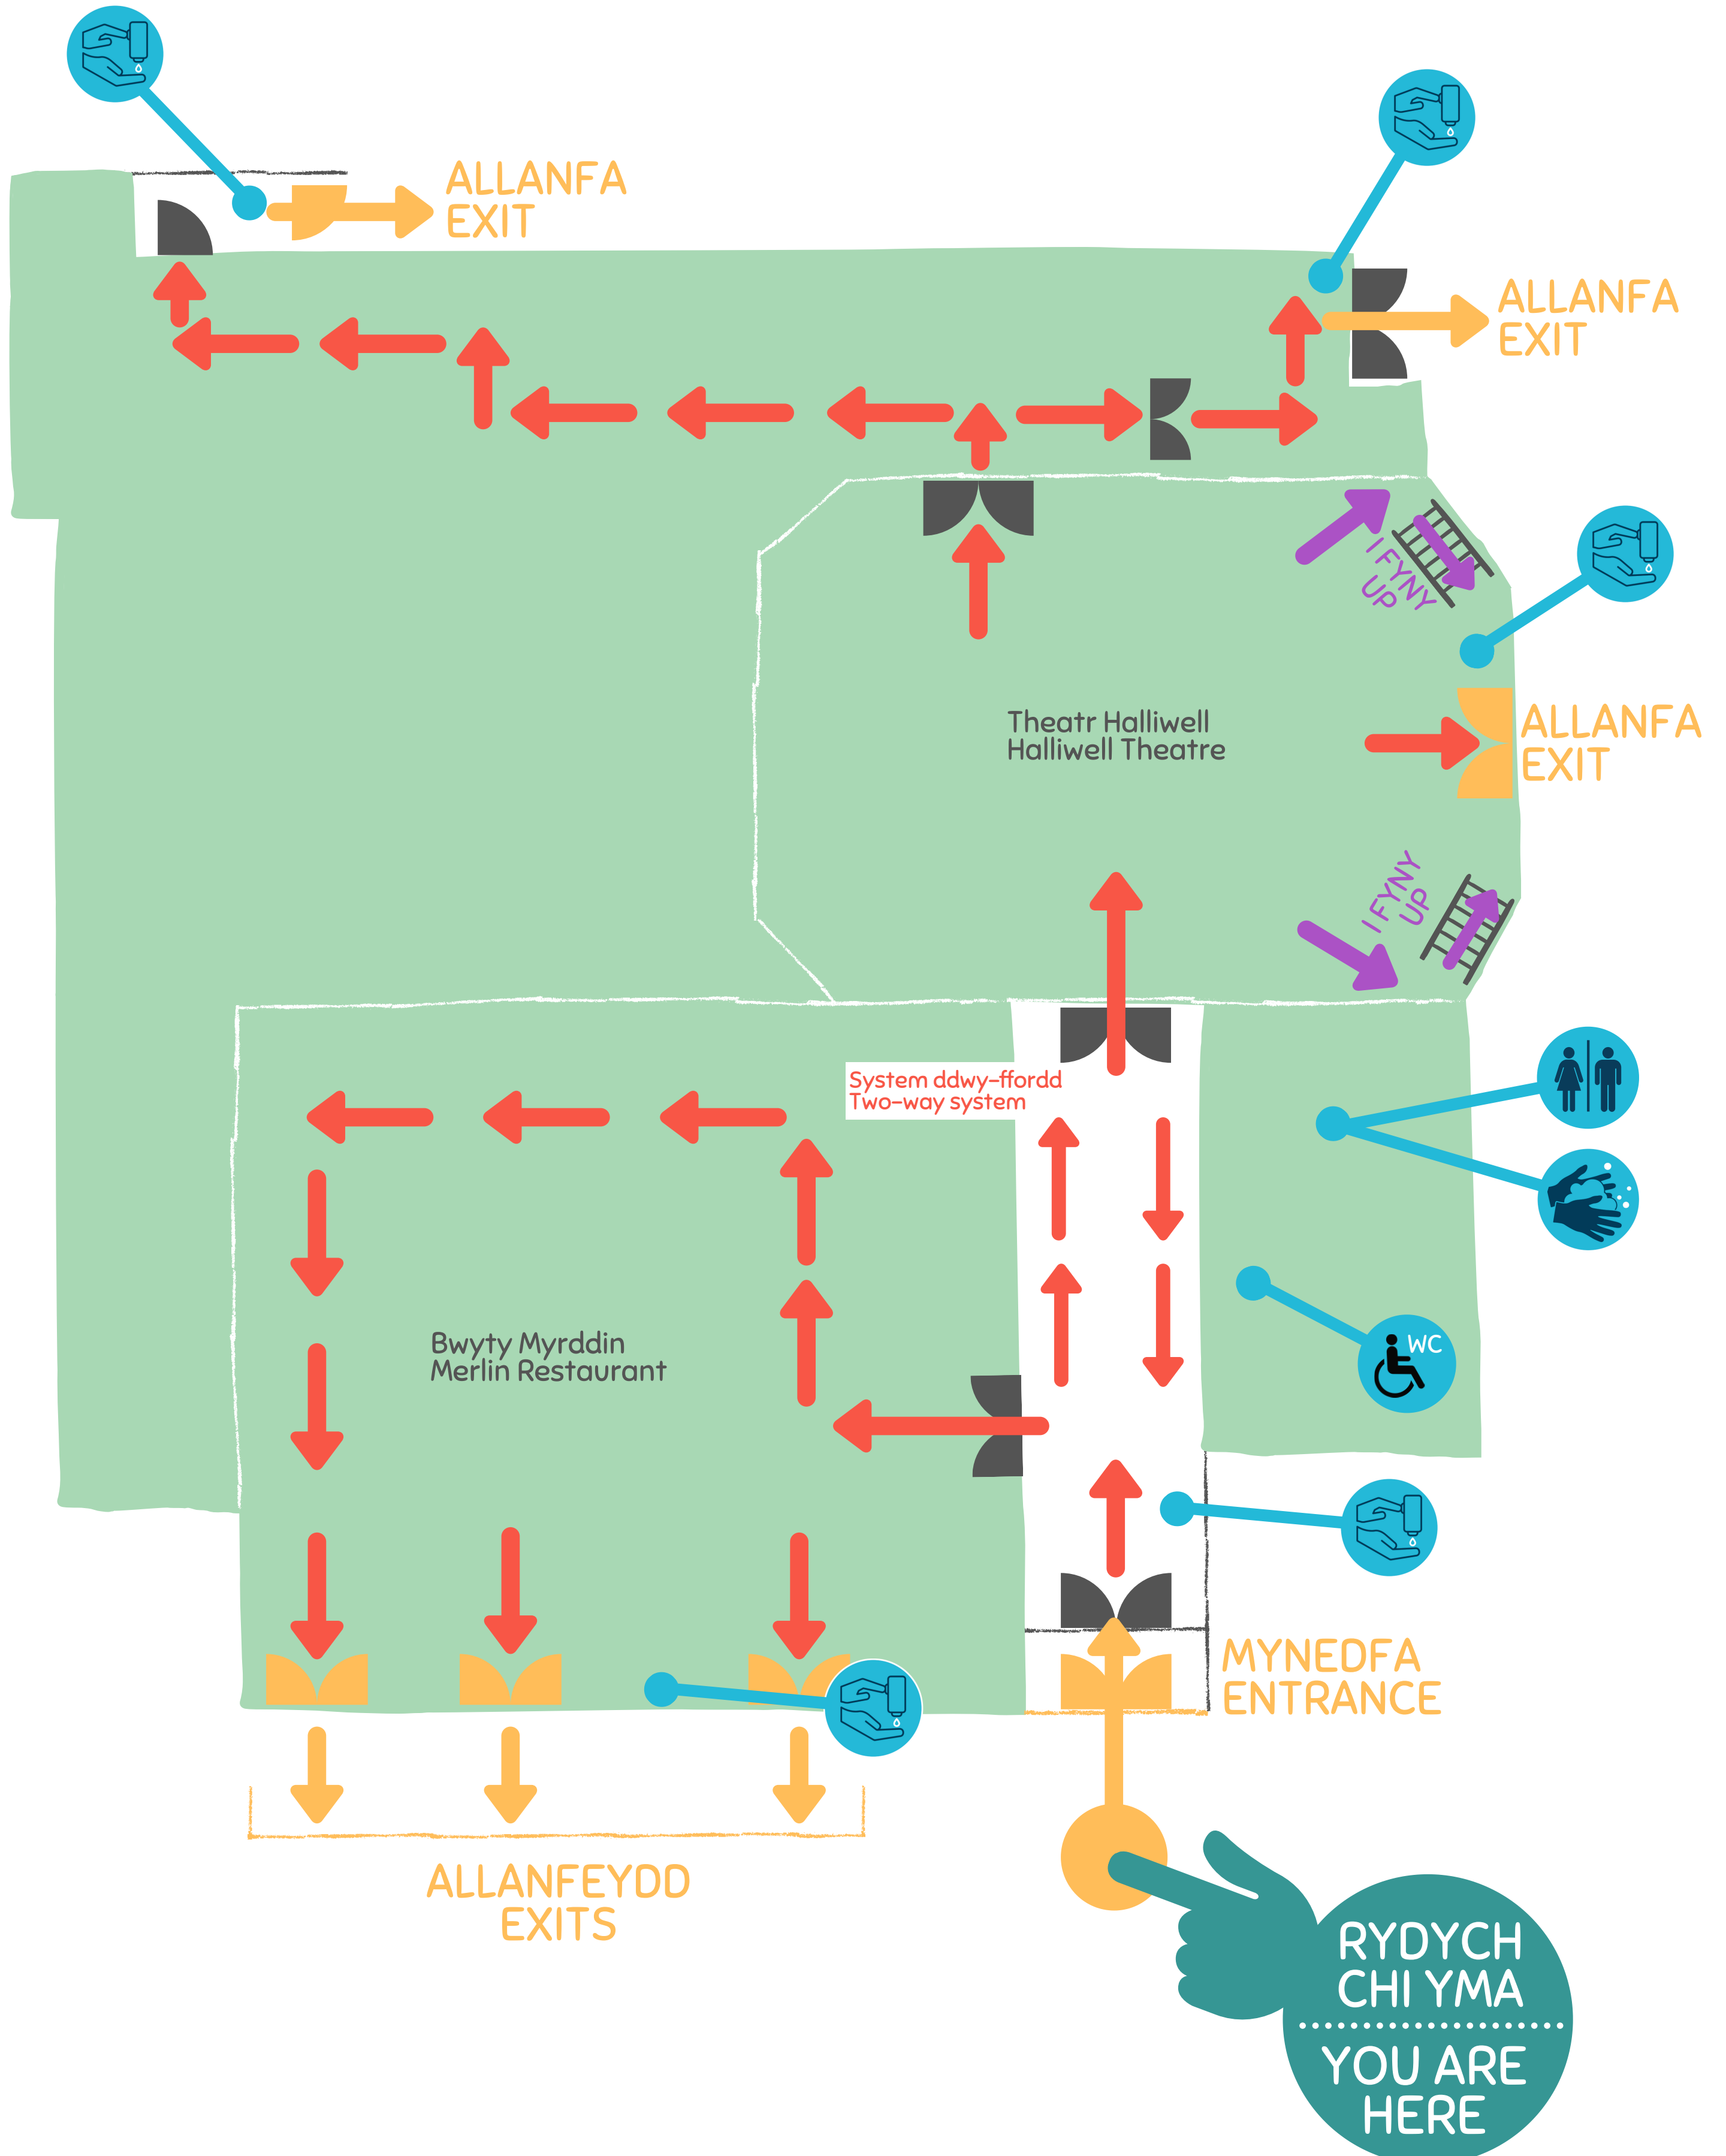 ALLANFA
EXIT
ALLANFA
EXIT
I FYNY
UP
Theatr Halliwell
Halliwell Theatre
ALLANFA
EXIT
I FYNY
UP
System ddwy-ffordd
Two-way system
Bwyty Myrddin
Merlin Restaurant
WC
MYNEDFA
ENTRANCE
ALLANFEYDD
EXITS
RYDYCH
CHI YMA
YOU ARE
HERE